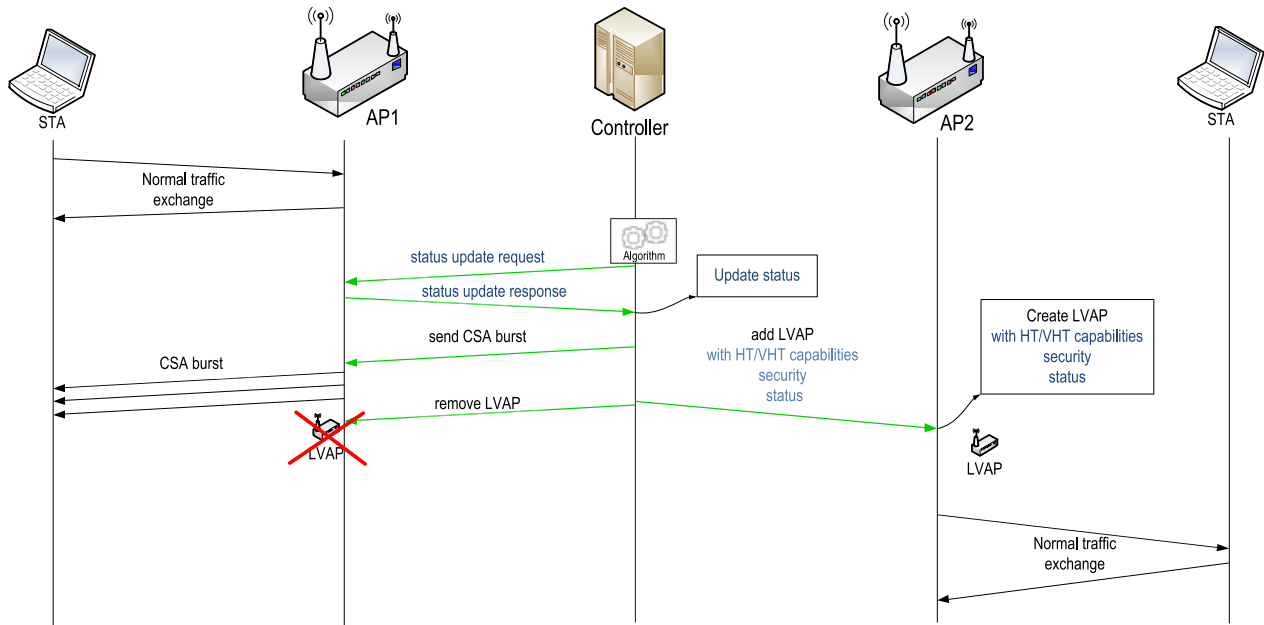 STA
AP1
Controller
AP2
STA
Normal traffic
exchange
Algorithm
status update request
Update status
status update response
Create LVAP
with HT/VHT capabilities
security
status
send CSA burst
add LVAP
with HT/VHT capabilities
security
status
CSA burst
remove LVAP
LVAP
LVAP
Normal traffic
exchange